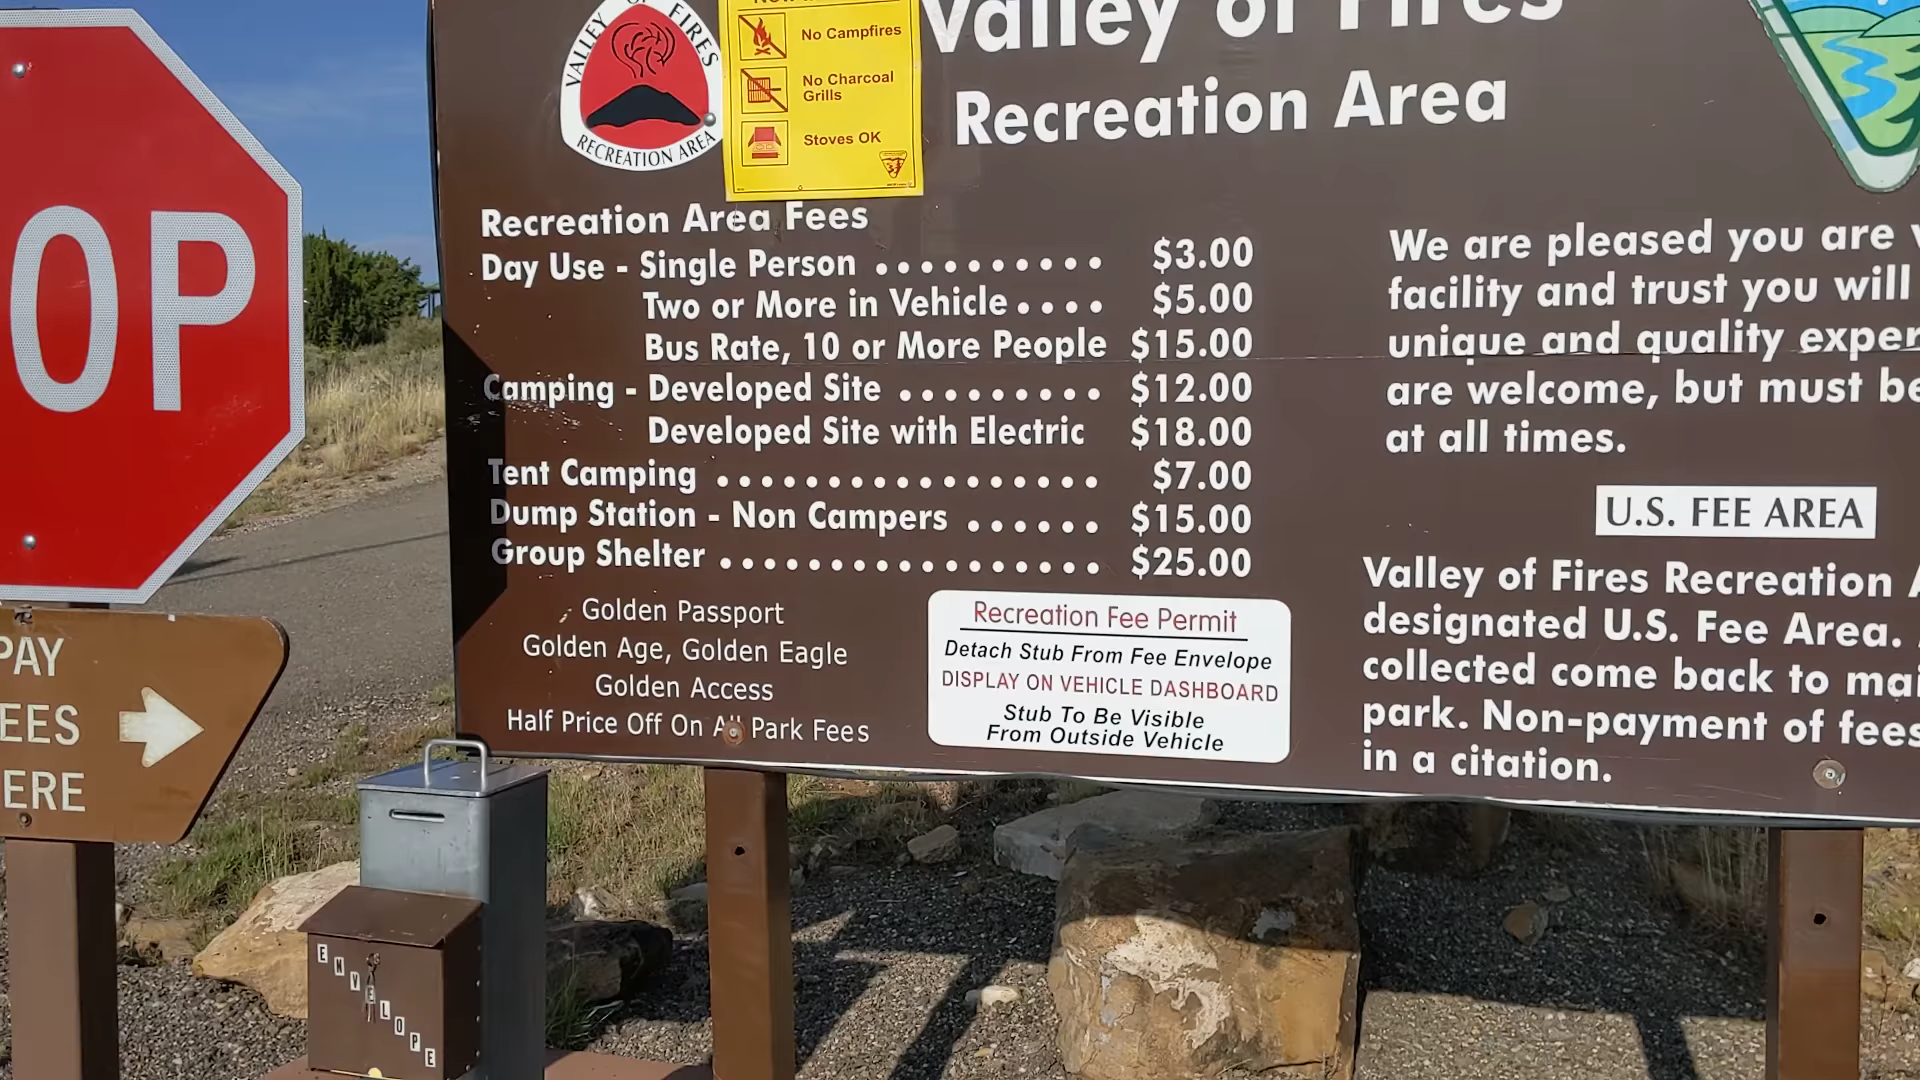 OP
PAY
EES
ERE
ENVELOPE
VALLEY OF FIRES
RECREATION AREA
No Campfires
No Charcoal
Grills
Stoves OK
Valley of Fires
Recreation Area
Recreation Area Fees
Day Use - Single Person .......... $3.00
Two or More in Vehicle .... $5.00
Bus Rate, 10 or More People $15.00
Camping - Developed Site ......... $12.00
Developed Site with Electric $18.00
Tent Camping ................. $7.00
Dump Station - Non Campers ...... $15.00
Group Shelter ................. $25.00
Golden Passport
Golden Age, Golden Eagle
Golden Access
Half Price Off On All Park Fees
Recreation Fee Permit
Detach Stub From Fee Envelope
DISPLAY ON VEHICLE DASHBOARD
Stub To Be Visible
From Outside Vehicle
We are pleased you are
facility and trust you will
unique and quality exper
are welcome, but must be
at all times.
U.S. FEE AREA
Valley of Fires Recreation A
designated U.S. Fee Area.
collected come back to mai
park. Non-payment of fees
in a citation.